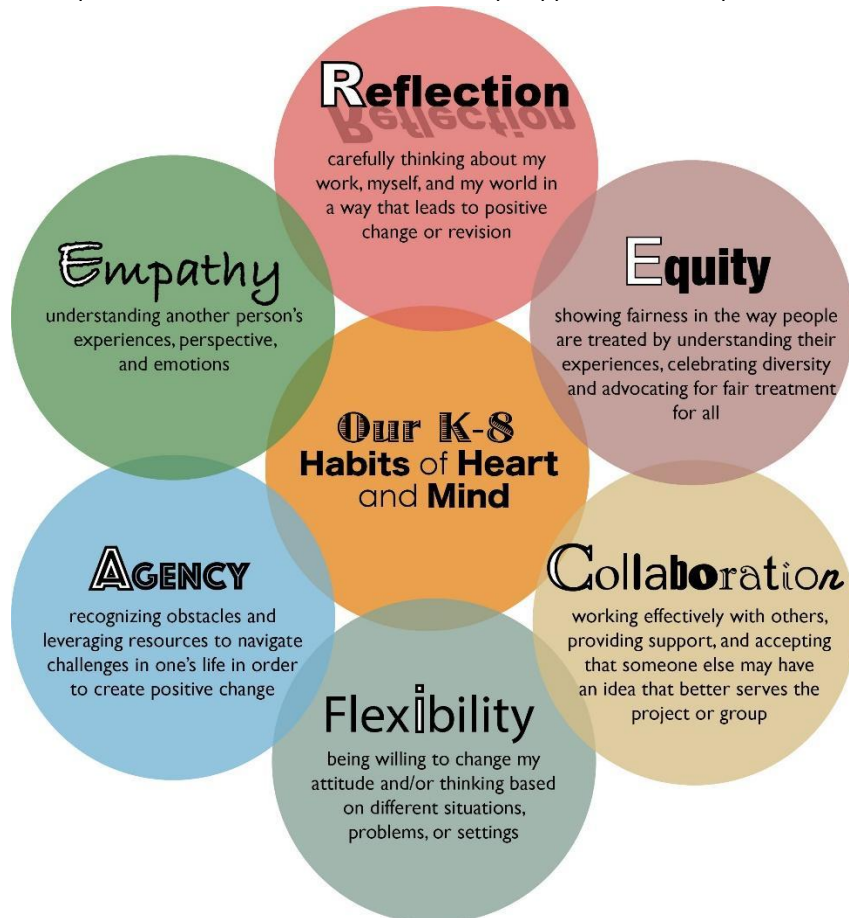 Reflection
carefully thinking about my
work, myself, and my world in
a way that leads to positive
change or revision
Empathy
understanding another person's
experiences, perspective,
and emotions
Equity
showing fairness in the way people
are treated by understanding their
experiences, celebrating diversity
and advocating for fair treatment
for all
Our K-8
Habits of Heart
and Mind
AGENCY
recognizing obstacles and
leveraging resources to navigate
challenges in one's life in order
to create positive change
Collaboration
working effectively with others,
providing support, and accepting
that someone else may have
an idea that better serves the
project or group
Flexibility
being willing to change my
attitude and/or thinking based
on different situations,
problems, or settings